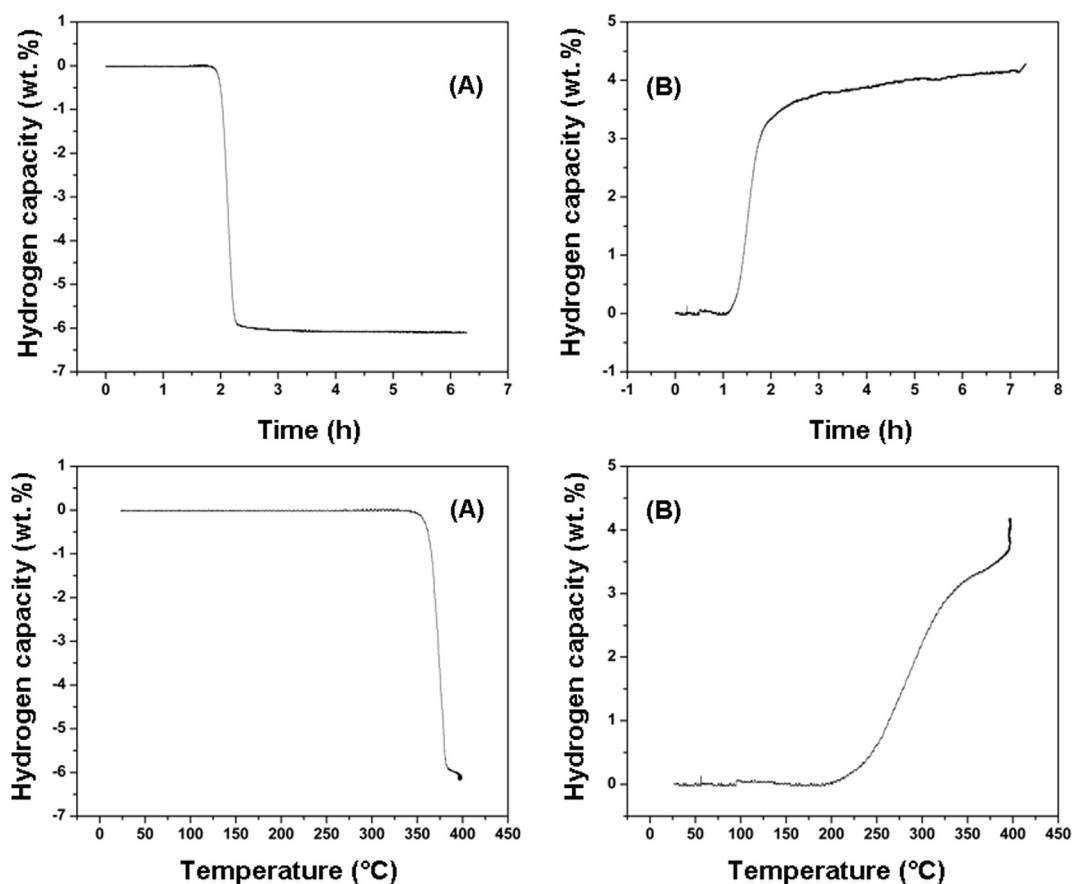 Hydrogen capacity (wt.%)
1
0
-1
-2
-3
-4
-5
-6
-7
(A)
0 1 2 3 4 5 6 7
Time (h)
Hydrogen capacity (wt.%)
5
4
3
2
1
0
-1
(B)
-1 0 1 2 3 4 5 6 7 8
Time (h)
Hydrogen capacity (wt.%)
1
0
-1
-2
-3
-4
-5
-6
-7
(A)
0 50 100 150 200 250 300 350 400 450
Temperature (°C)
Hydrogen capacity (wt.%)
5
4
3
2
1
0
(B)
0 50 100 150 200 250 300 350 400 450
Temperature (°C)